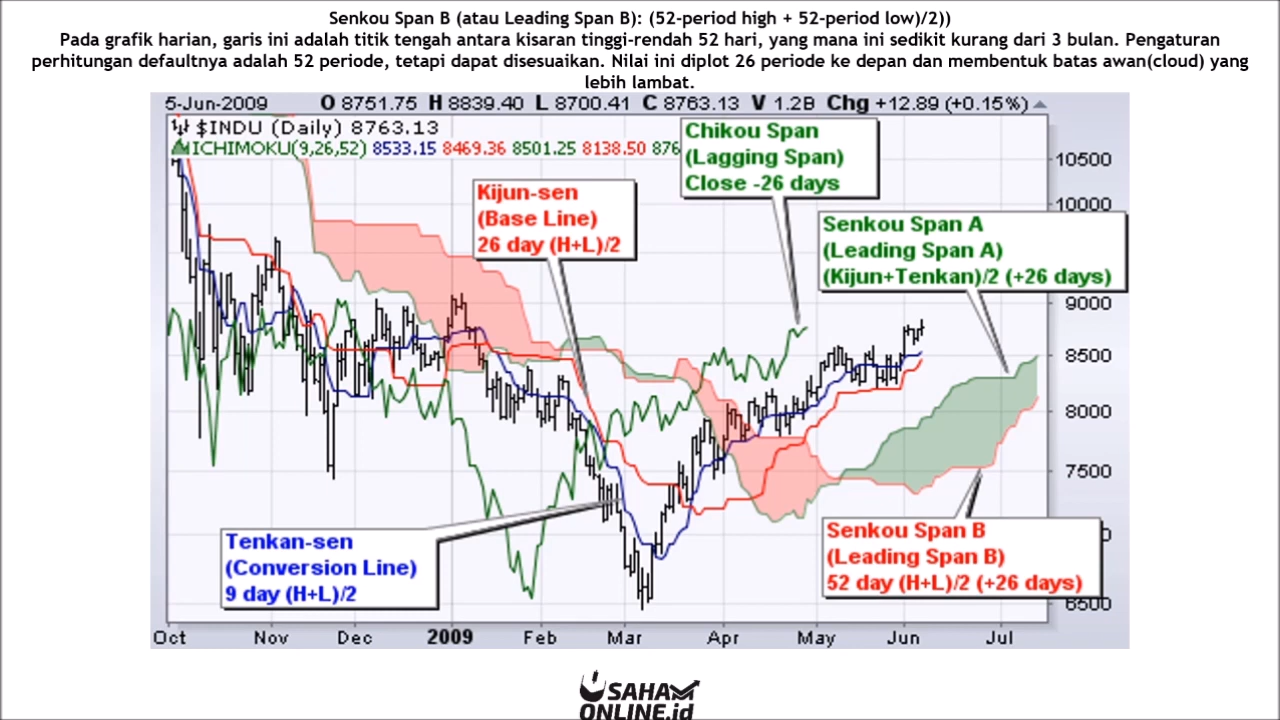 Senkou Span B (atau Leading Span B): (52-period high + 52-period low)/2))
Pada grafik harian, garis ini adalah titik tengah antara kisaran tinggi-rendah 52 hari, yang mana ini sedikit kurang dari 3 bulan. Pengaturan
perhitungan defaultnya adalah 52 periode, tetapi dapat disesuaikan. Nilai ini diplot 26 periode ke depan dan membentuk batas awan(cloud) yang
lebih lambat.
5-Jun-2009 O 8751.75 H 8839.40 L 8700.41 C 8763.13 V 1.2B Chg +12.89 (+0.15%)
$INDU (Daily) 8763.13
ICHIMOKU(9,26,52) 8533.15 8469.36 8501.25 8138.50 876
Chikou Span
(Lagging Span)
Close -26 days
Kijun-sen
(Base Line)
26 day (H+L)/2
Senkou Span A
(Leading Span A)
(Kijun+Tenkan)/2 (+26 days)
10500
10000
9000
8500
8000
7500
6500
Tenkan-sen
(Conversion Line)
9 day (H+L)/2
Senkou Span B
(Leading Span B)
52 day (H+L)/2 (+26 days)
Oct Nov Dec 2009 Feb Mar Apr May Jun Jul
SAHAM
ONLINE.id